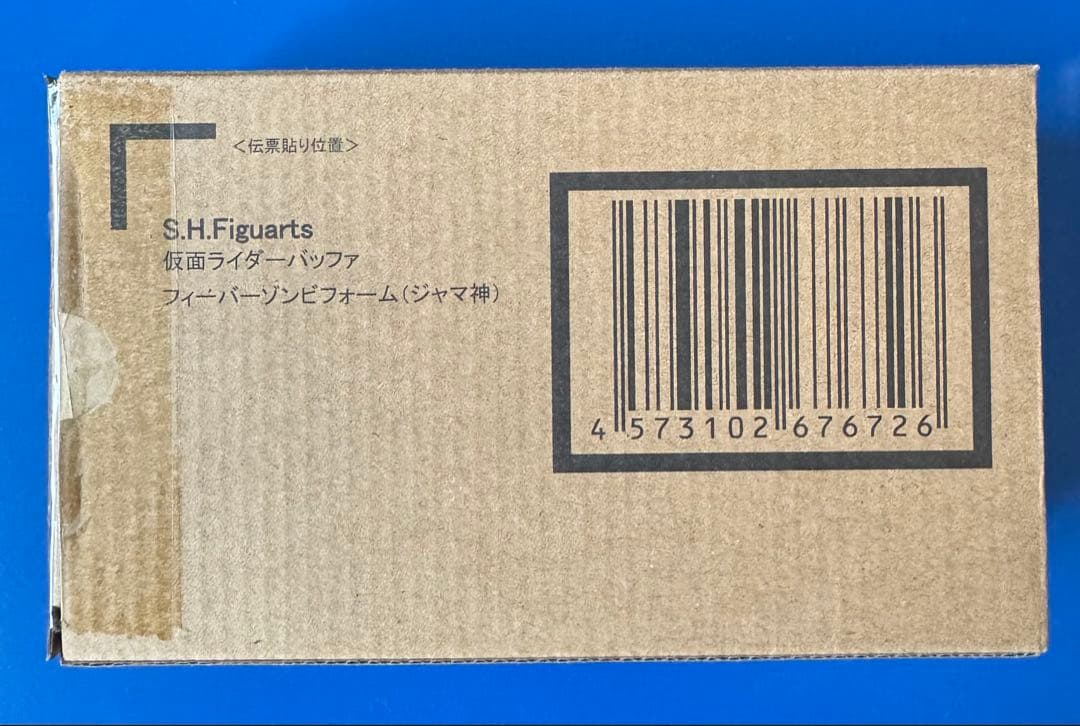 <伝票貼り位置>
S.H.Figuarts
仮面ライダーバッファ
フィーバーゾンビフォーム(ジャマ神)
4 573102 676726